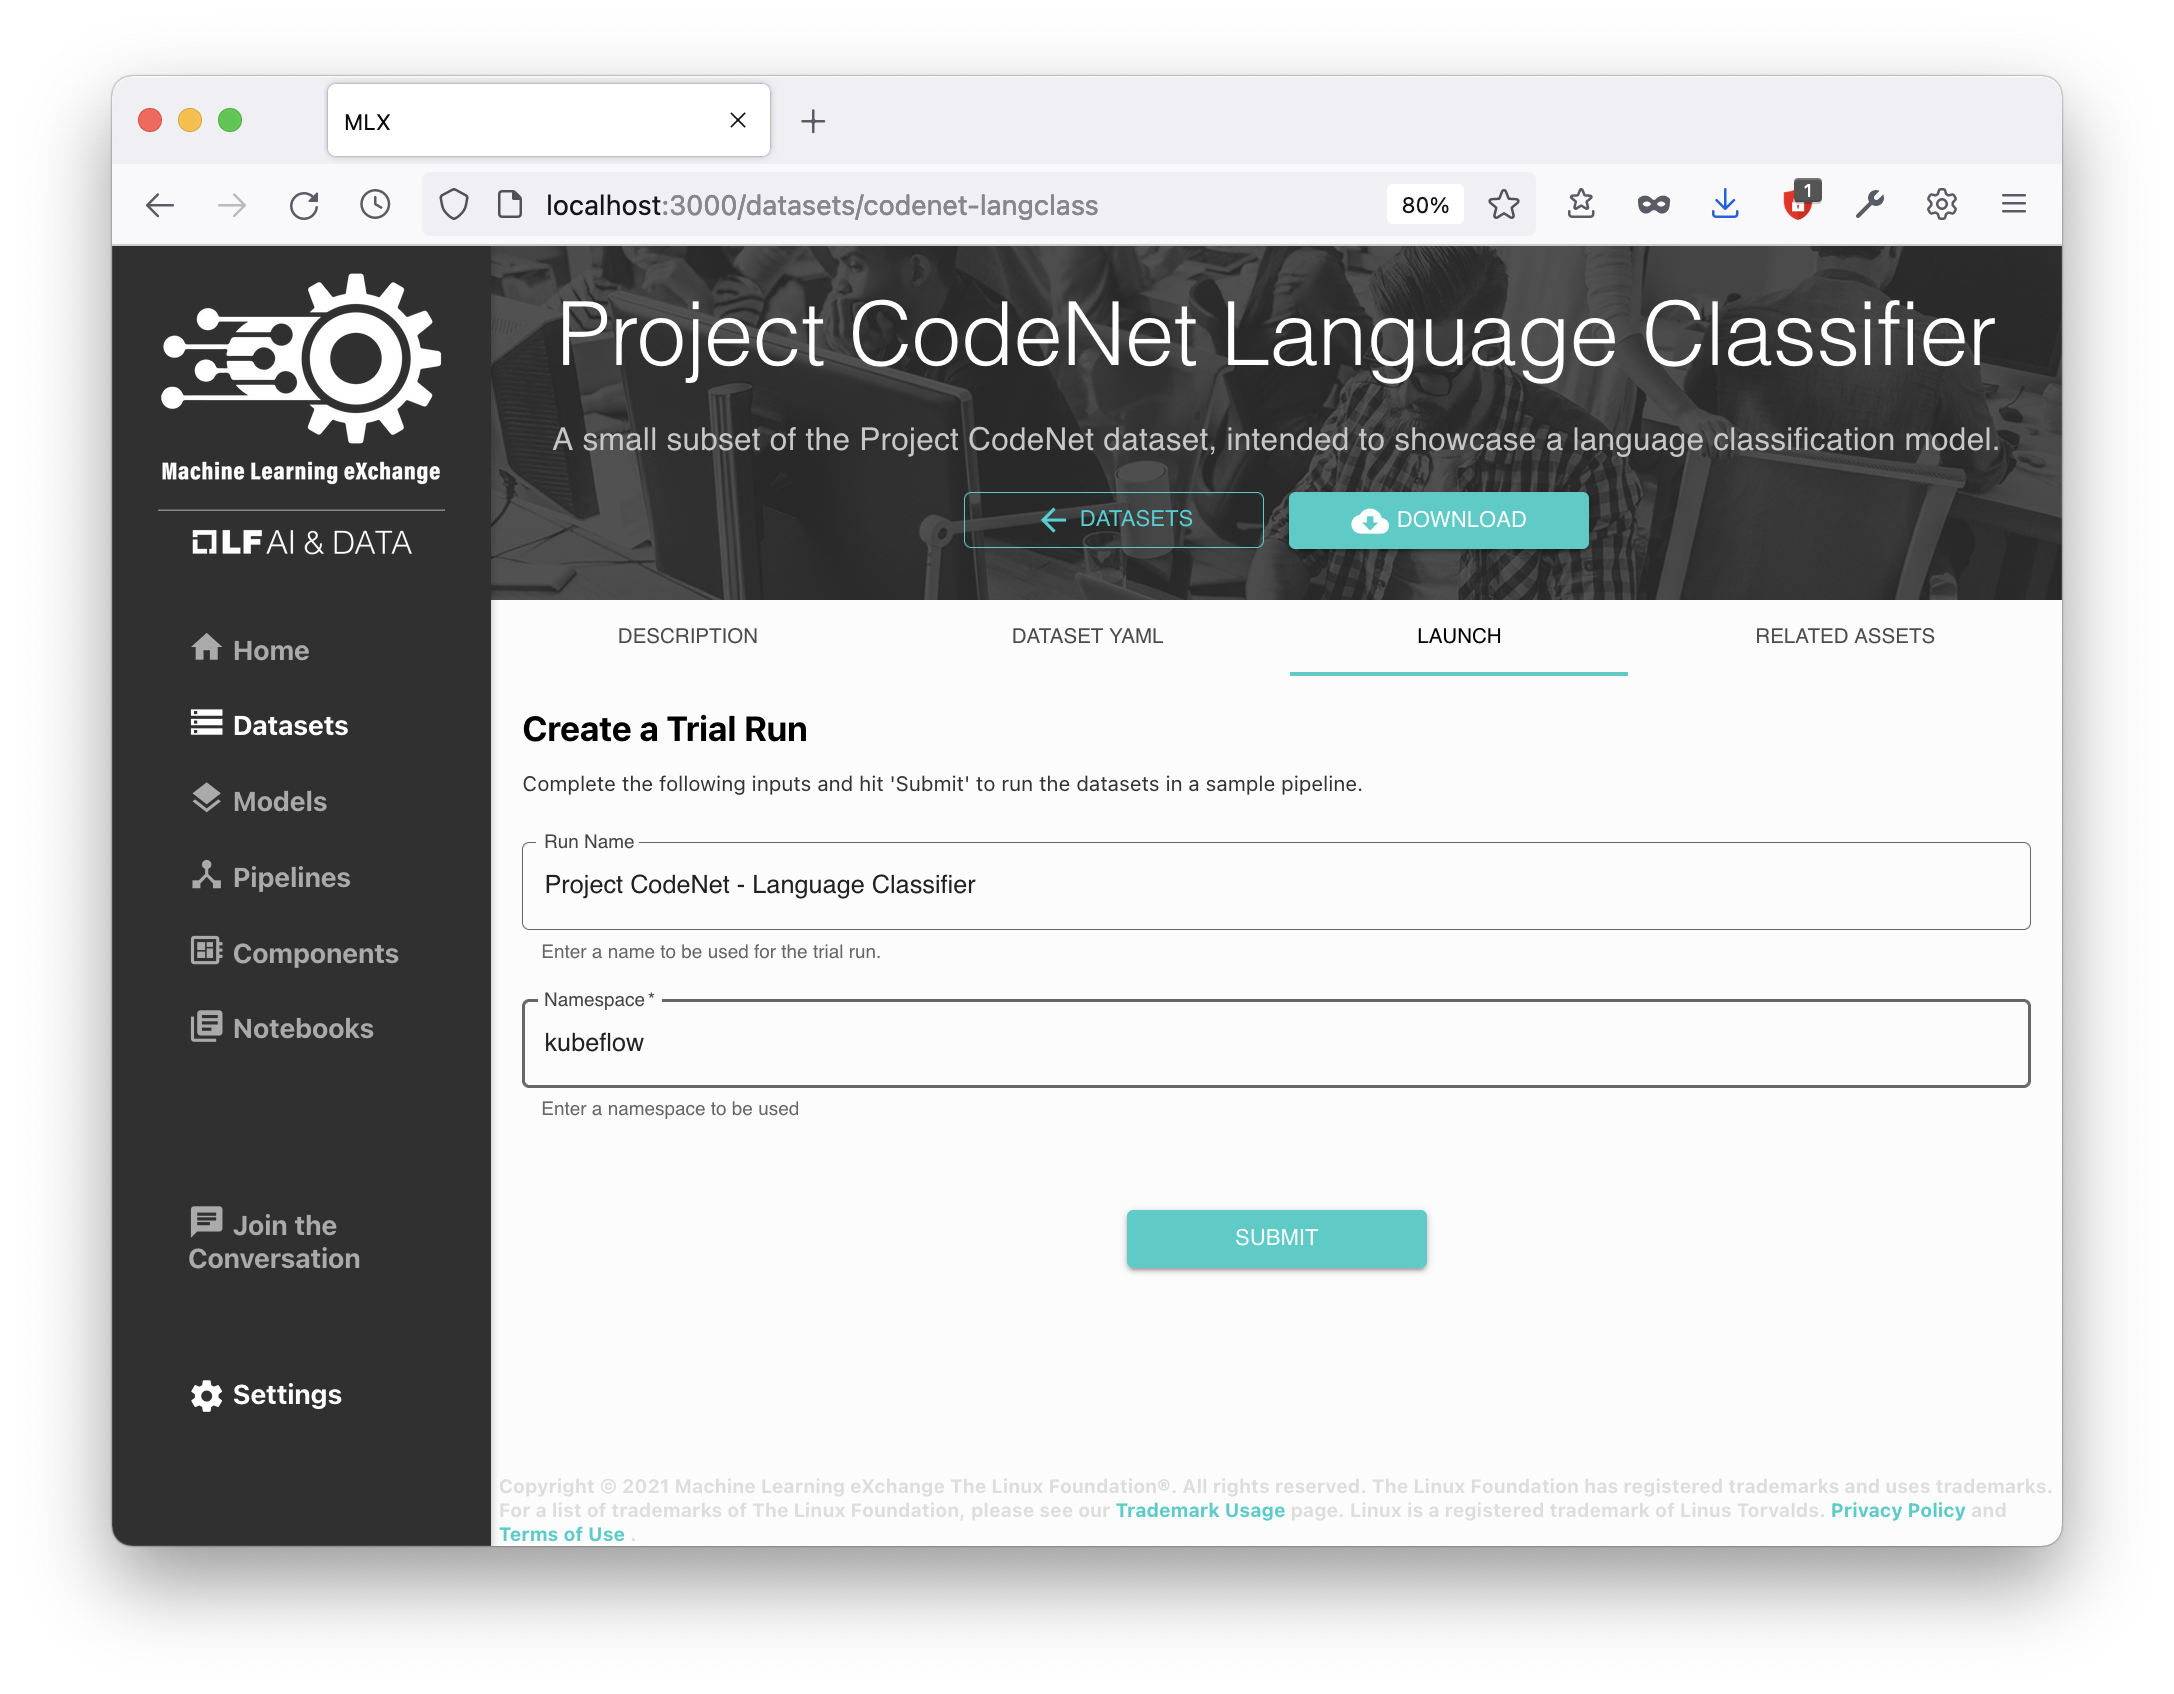 MLX
localhost:3000/datasets/codenet-langclass
80%
1
Machine Learning eXchange
LF AI & DATA
Home
Datasets
Models
Pipelines
Components
Notebooks
Join the
Conversation
Settings
Project CodeNet Language Classifier
A small subset of the Project CodeNet dataset, intended to showcase a language classification model.
DATASETS
DOWNLOAD
DESCRIPTION
DATASET YAML
LAUNCH
RELATED ASSETS
Create a Trial Run
Complete the following inputs and hit 'Submit' to run the datasets in a sample pipeline.
Run Name
Project CodeNet - Language Classifier
Enter a name to be used for the trial run.
Namespace *
kubeflow
Enter a namespace to be used
SUBMIT
Copyright © 2021 Machine Learning eXchange The Linux Foundation®. All rights reserved. The Linux Foundation has registered trademarks and uses trademarks.
For a list of trademarks of The Linux Foundation, please see our Trademark Usage page. Linux is a registered trademark of Linus Torvalds. Privacy Policy and
Terms of Use .